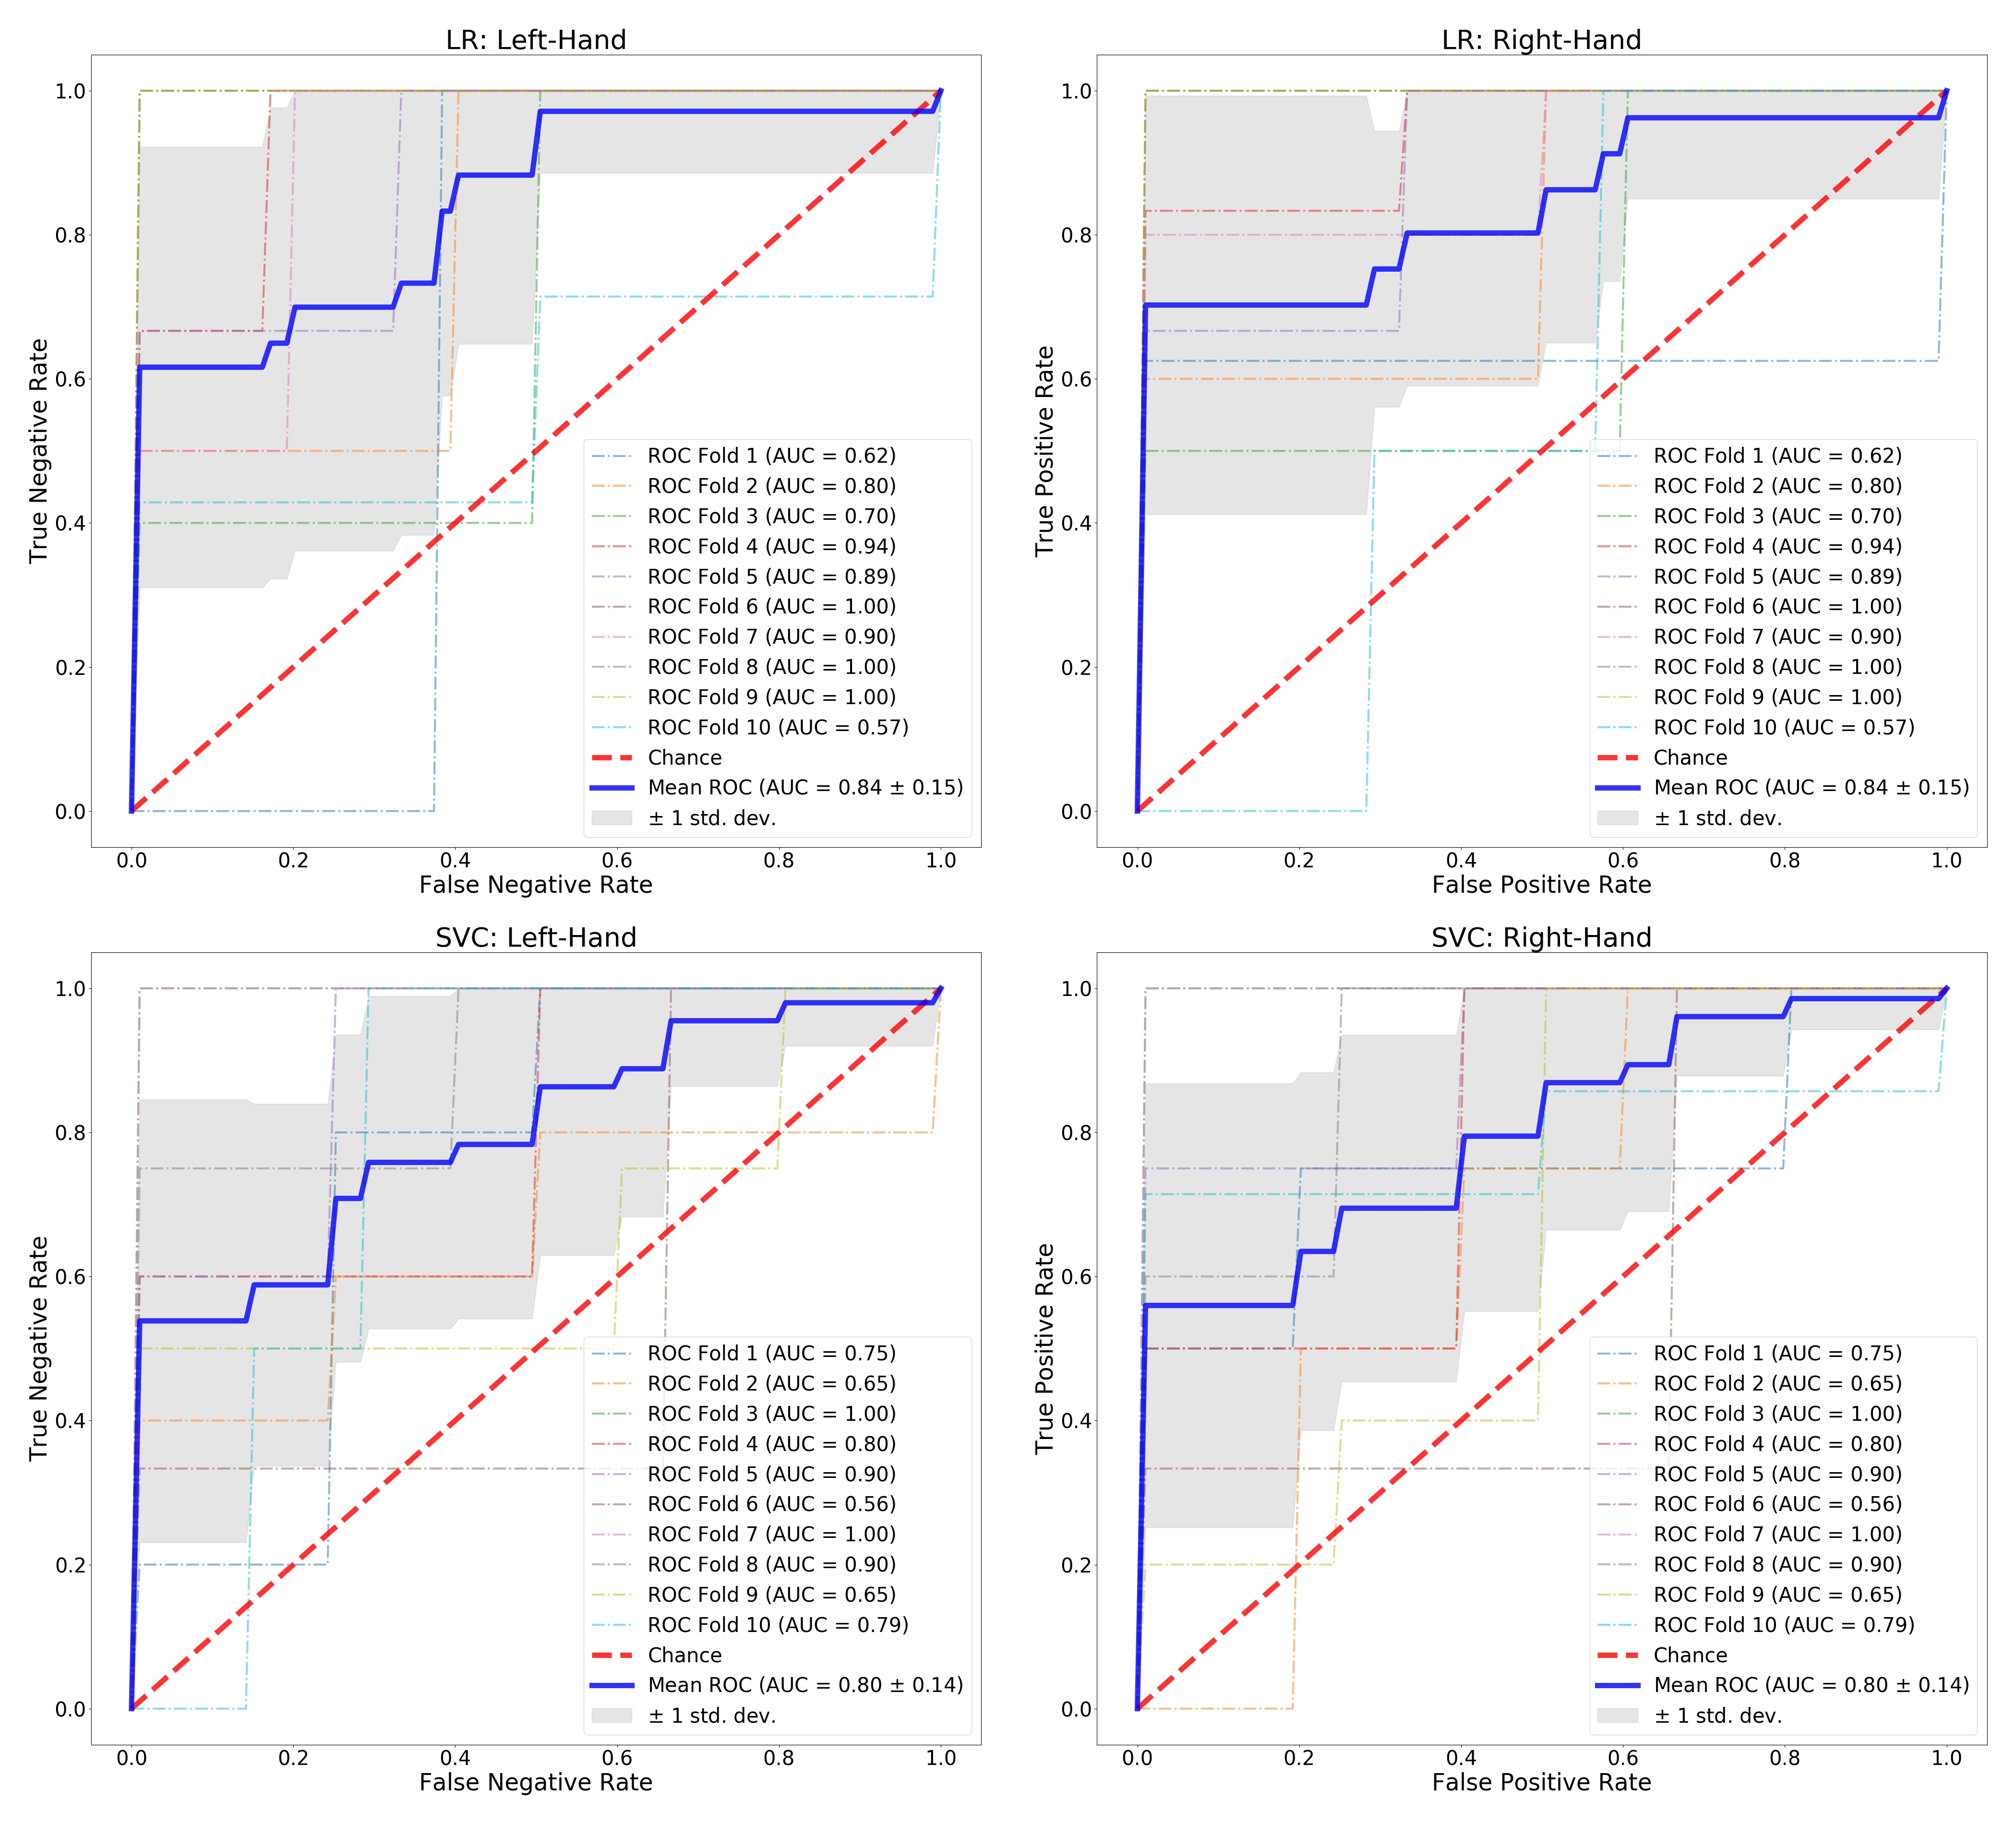 LR: Left-Hand
True Negative Rate
1.0
0.8
0.6
0.4
0.2
0.0
ROC Fold 1 (AUC = 0.62)
ROC Fold 2 (AUC = 0.80)
ROC Fold 3 (AUC = 0.70)
ROC Fold 4 (AUC = 0.94)
ROC Fold 5 (AUC = 0.89)
ROC Fold 6 (AUC = 1.00)
ROC Fold 7 (AUC = 0.90)
ROC Fold 8 (AUC = 1.00)
ROC Fold 9 (AUC = 1.00)
ROC Fold 10 (AUC = 0.57)
Chance
Mean ROC (AUC = 0.84 ± 0.15)
± 1 std. dev.
0.0 0.2 0.4 0.6 0.8 1.0
False Negative Rate
LR: Right-Hand
True Positive Rate
1.0
0.8
0.6
0.4
0.2
0.0
ROC Fold 1 (AUC = 0.62)
ROC Fold 2 (AUC = 0.80)
ROC Fold 3 (AUC = 0.70)
ROC Fold 4 (AUC = 0.94)
ROC Fold 5 (AUC = 0.89)
ROC Fold 6 (AUC = 1.00)
ROC Fold 7 (AUC = 0.90)
ROC Fold 8 (AUC = 1.00)
ROC Fold 9 (AUC = 1.00)
ROC Fold 10 (AUC = 0.57)
Chance
Mean ROC (AUC = 0.84 ± 0.15)
± 1 std. dev.
0.0 0.2 0.4 0.6 0.8 1.0
False Positive Rate
SVC: Left-Hand
True Negative Rate
1.0
0.8
0.6
0.4
0.2
0.0
ROC Fold 1 (AUC = 0.75)
ROC Fold 2 (AUC = 0.65)
ROC Fold 3 (AUC = 1.00)
ROC Fold 4 (AUC = 0.80)
ROC Fold 5 (AUC = 0.90)
ROC Fold 6 (AUC = 0.56)
ROC Fold 7 (AUC = 1.00)
ROC Fold 8 (AUC = 0.90)
ROC Fold 9 (AUC = 0.65)
ROC Fold 10 (AUC = 0.79)
Chance
Mean ROC (AUC = 0.80 ± 0.14)
± 1 std. dev.
0.0 0.2 0.4 0.6 0.8 1.0
False Negative Rate
SVC: Right-Hand
True Positive Rate
1.0
0.8
0.6
0.4
0.2
0.0
ROC Fold 1 (AUC = 0.75)
ROC Fold 2 (AUC = 0.65)
ROC Fold 3 (AUC = 1.00)
ROC Fold 4 (AUC = 0.80)
ROC Fold 5 (AUC = 0.90)
ROC Fold 6 (AUC = 0.56)
ROC Fold 7 (AUC = 1.00)
ROC Fold 8 (AUC = 0.90)
ROC Fold 9 (AUC = 0.65)
ROC Fold 10 (AUC = 0.79)
Chance
Mean ROC (AUC = 0.80 ± 0.14)
± 1 std. dev.
0.0 0.2 0.4 0.6 0.8 1.0
False Positive Rate